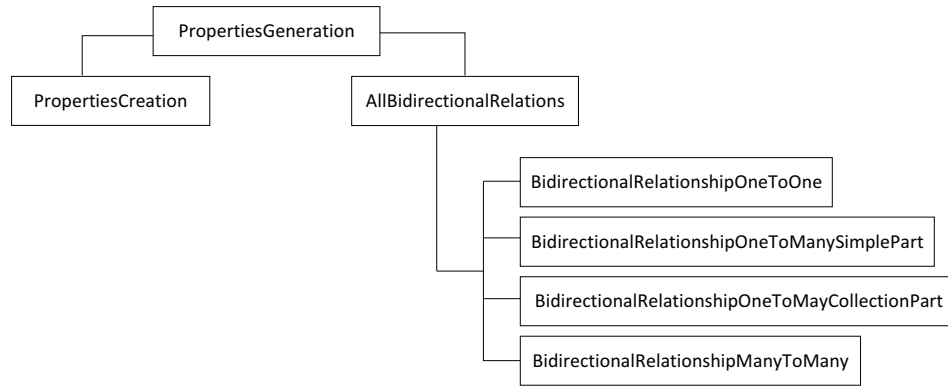 PropertiesGeneration
PropertiesCreation
AllBidirectionalRelations
BidirectionalRelationshipOneToOne
BidirectionalRelationshipOneToManySimplePart
BidirectionalRelationshipOneToMayCollectionPart
BidirectionalRelationshipManyToMany